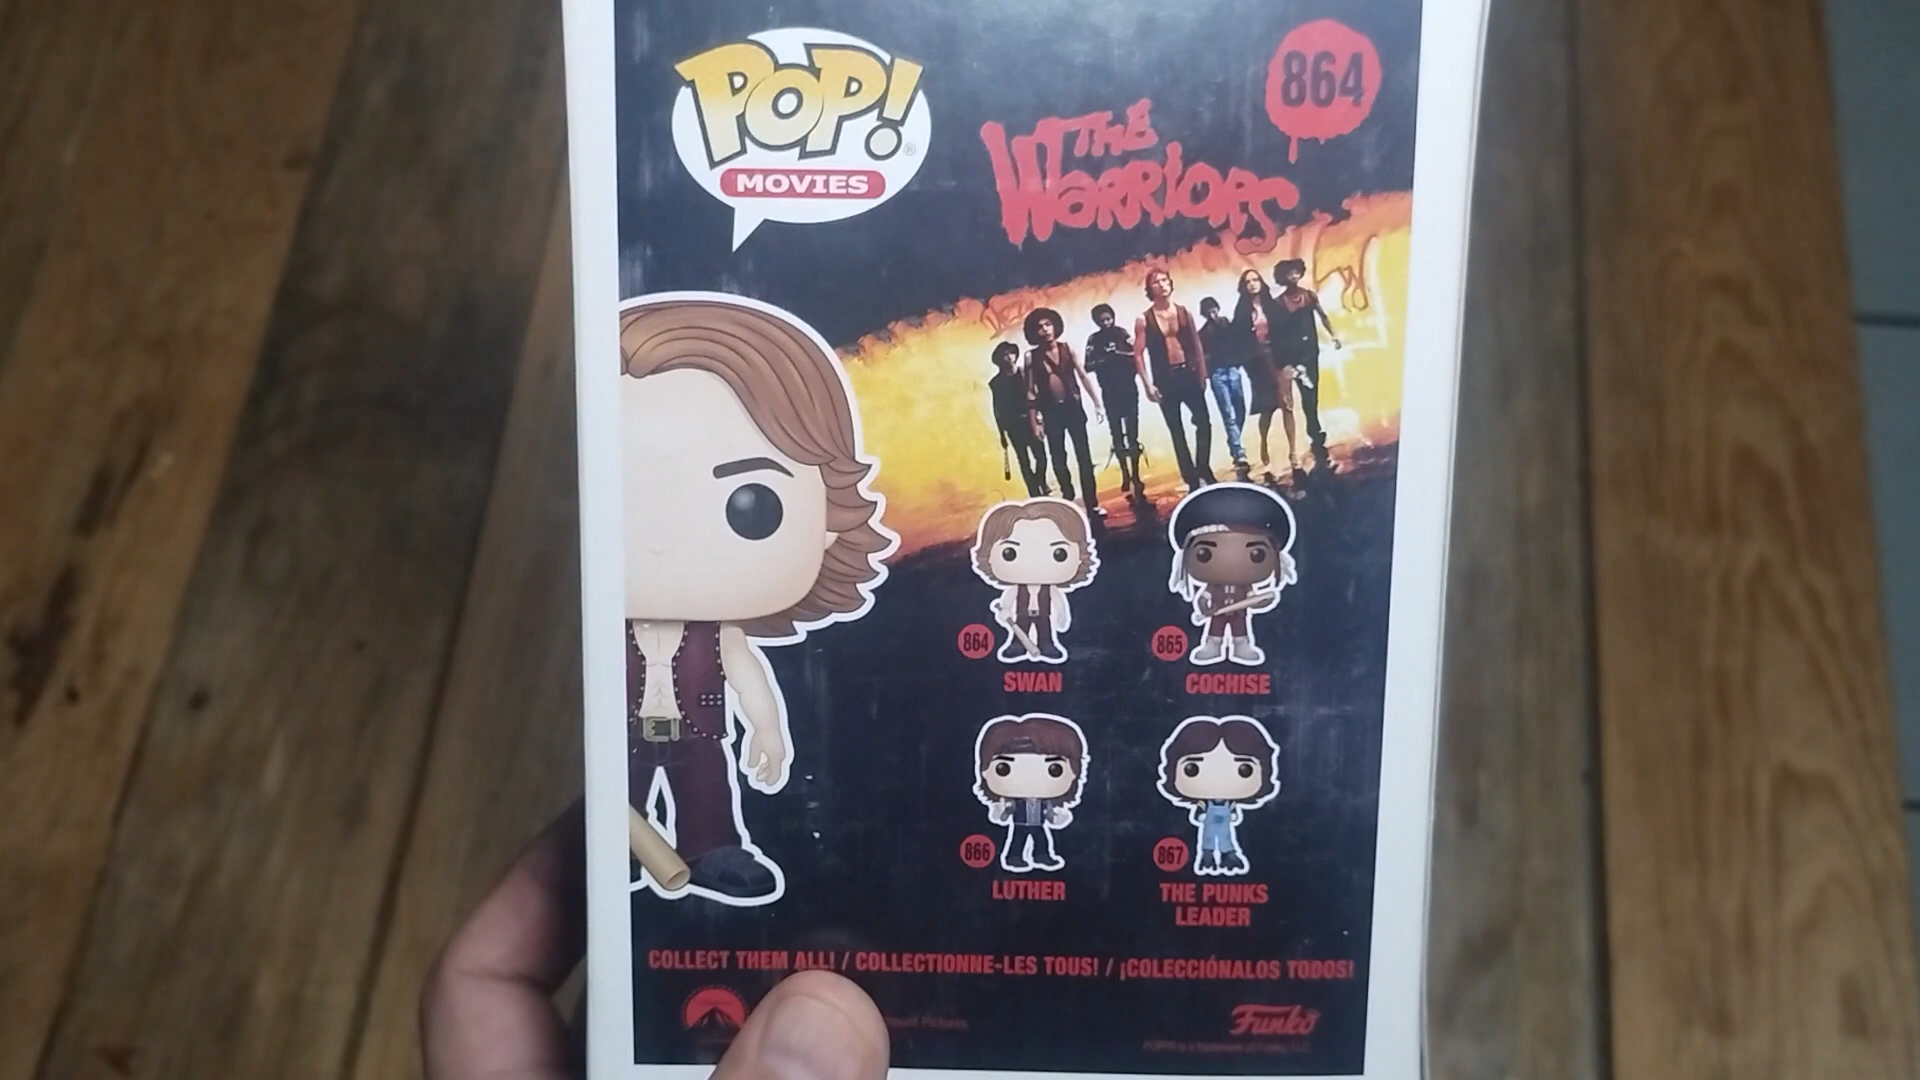 POP!
MOVIES
864
THE
WARRIORS
864
SWAN
865
COCHISE
866
LUTHER
867
THE PUNKS
LEADER
COLLECT THEM ALL! / COLLECTIONNE-LES TOUS! / ¡COLECCIÓNALOS TODOS!
Pictures.
Funko